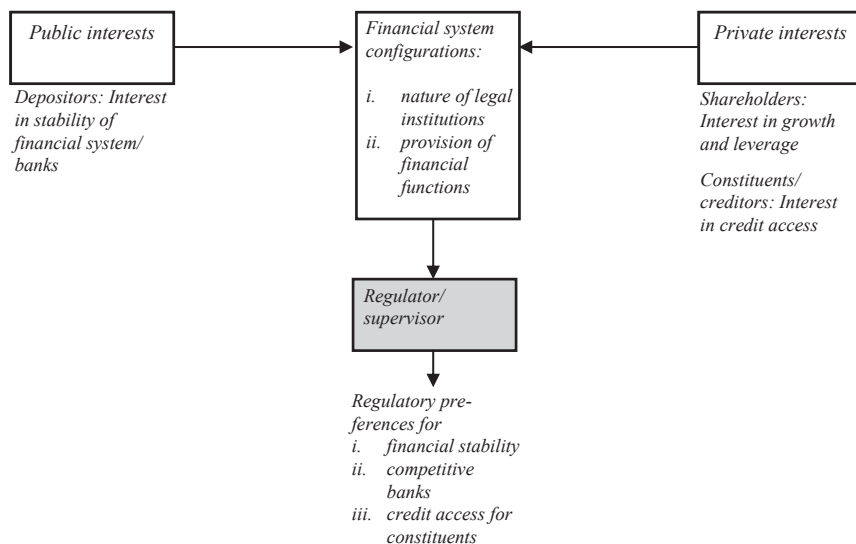 Public interests
Depositors: Interest
in stability of
financial system/
banks
Financial system
configurations:
i. nature of legal
institutions
ii. provision of
financial
functions
Private interests
Shareholders:
Interest in growth
and leverage
Constituents/
creditors: Interest
in credit access
Regulator/
supervisor
Regulatory pre-
ferences for
i. financial stability
ii. competitive
banks
iii. credit access for
constituents